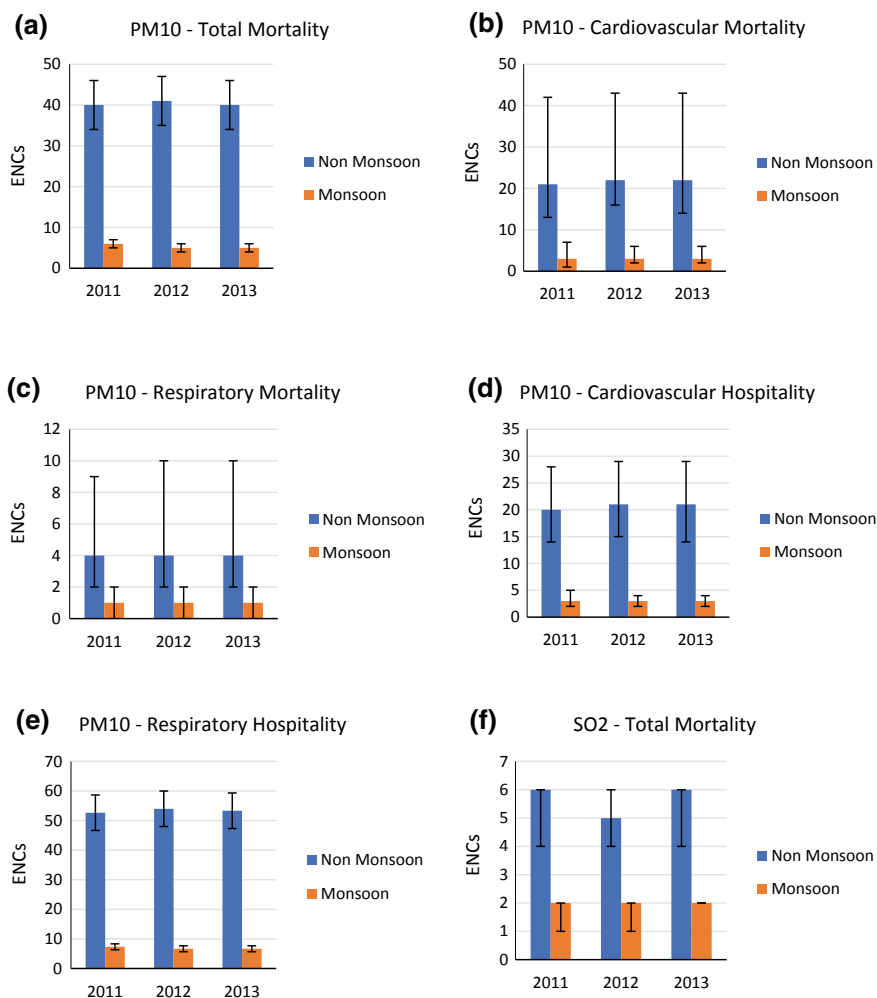 (a)
PM10 - Total Mortality
50
40
30
20
10
0
ENCs
2011 2012 2013
Non Monsoon
Monsoon
(b)
PM10 - Cardiovascular Mortality
50
40
30
20
10
0
ENCs
2011 2012 2013
Non Monsoon
Monsoon
(c)
PM10 - Respiratory Mortality
12
10
8
6
4
2
0
ENCs
2011 2012 2013
Non Monsoon
Monsoon
(d)
PM10 - Cardiovascular Hospitality
35
30
25
20
15
10
5
0
ENCs
2011 2012 2013
Non Monsoon
Monsoon
(e)
PM10 - Respiratory Hospitality
70
60
50
40
30
20
10
0
ENCs
2011 2012 2013
Non Monsoon
Monsoon
(f)
SO2 - Total Mortality
7
6
5
4
3
2
1
0
ENCs
2011 2012 2013
Non Monsoon
Monsoon